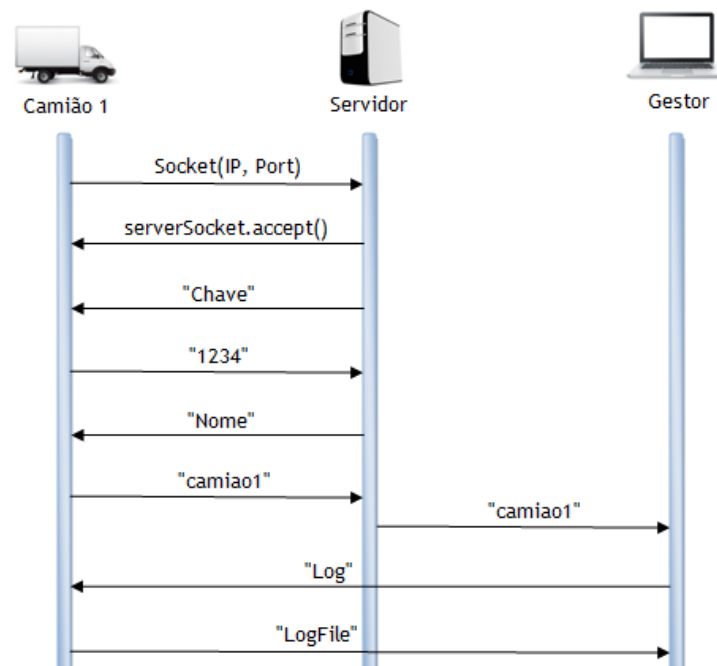 Camião 1
Servidor
Gestor
Socket(IP, Port)
serverSocket.accept()
"Chave"
"1234"
"Nome"
"camiao1"
"camiao1"
"Log"
"LogFile"